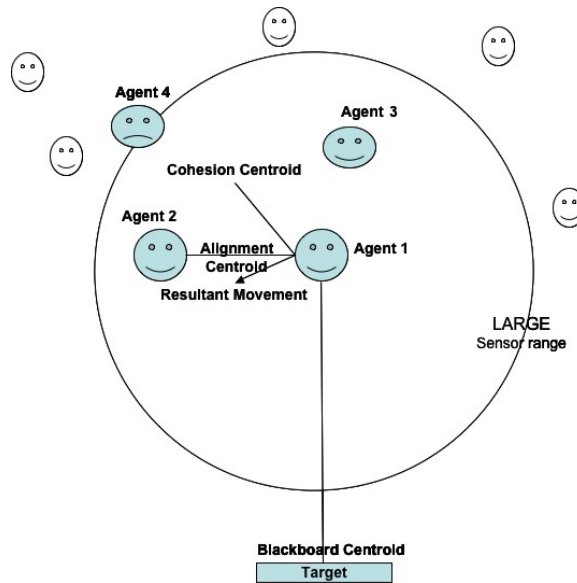 Agent 4
Agent 3
Cohesion Centroid
Agent 2
Alignment
Centroid
Agent 1
Resultant Movement
LARGE
Sensor range
Blackboard Centroid
Target